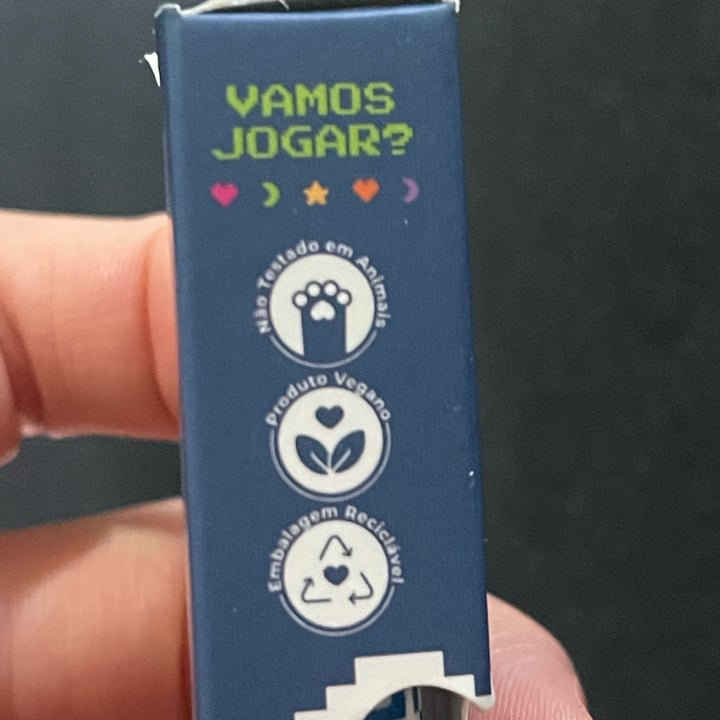 VAMOS
JOGAR?
Não Testado em Animais
Produto Vegano
Embalagem Reciclável